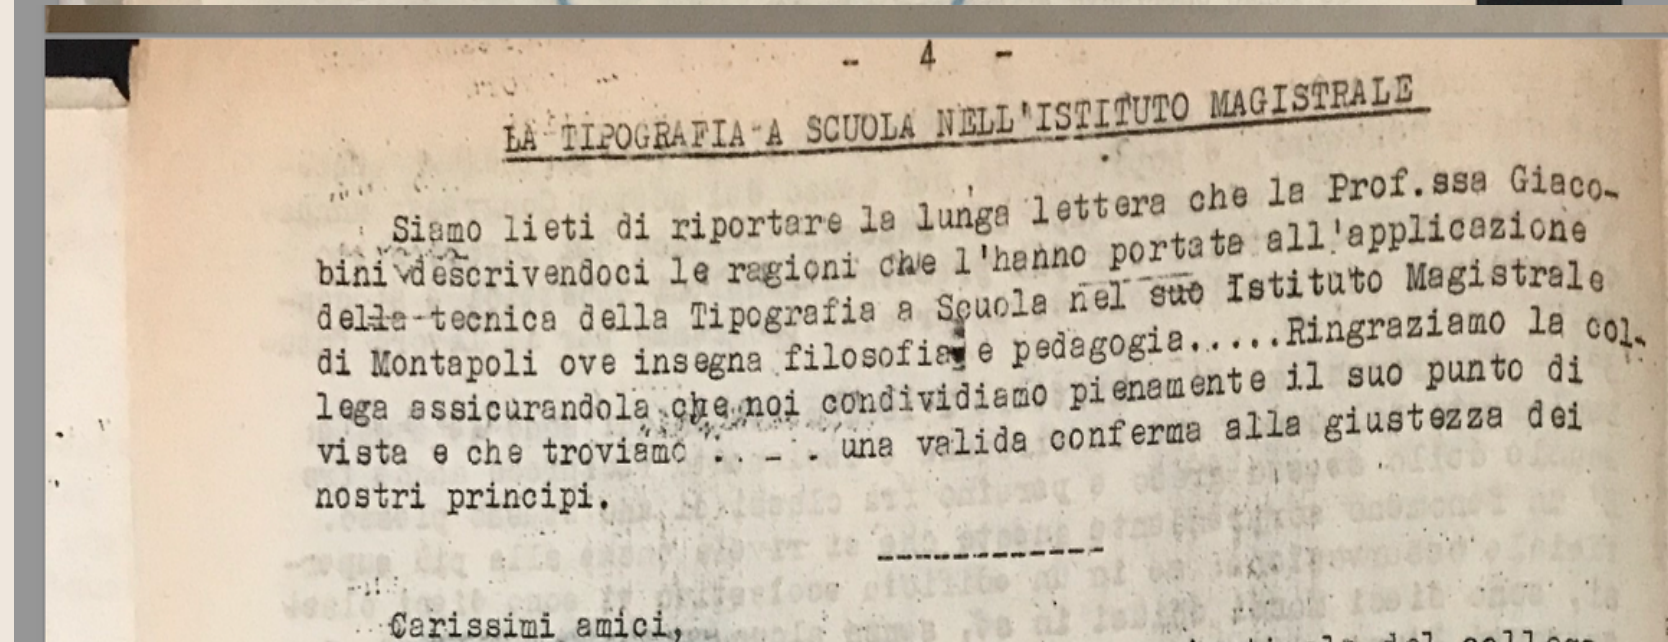 - 4 -
LA TIPOGRAFIA A SCUOLA NELL'ISTITUTO MAGISTRALE
Siamo lieti di riportare la lunga lettera che la Prof.ssa Giaco-
bini descrivendoci le ragioni che l'hanno portata all'applicazione
della tecnica della Tipografia a Scuola nel suo Istituto Magistrale
di Montapoli ove insegna filosofia e pedagogia.....Ringraziamo la col-
lega assicurandola che noi condividiamo pienamente il suo punto di
vista e che troviamo .. - . una valida conferma alla giustezza dei
nostri principi.
------------
Carissimi amici,